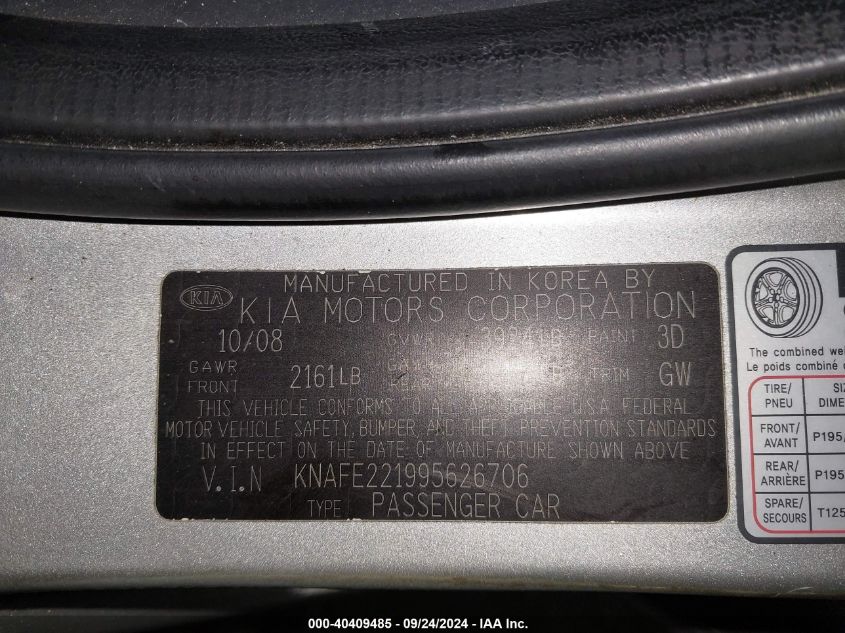 MANUFACTURED IN KOREA BY
KIA KIA MOTORS CORPORATION
10/08 GVWR PAINT 3D
GAWR FRONT 2161LB TRIM GW
THIS VEHICLE CONFORMS TO ALL APPLICABLE U.S.A. FEDERAL
MOTOR VEHICLE SAFETY, BUMPER, AND THEFT PREVENTION STANDARDS
IN EFFECT ON THE DATE OF MANUFACTURE SHOWN ABOVE
V.I.N KNAFE221995626706
TYPE PASSENGER CAR
The combined
Le poids combiné
TIRE/
PNEU
FRONT/
AVANT P195
REAR/
ARRIÈRE P195
SPARE/
SECOURS T125
000-40409485 - 09/24/2024 - IAA Inc.